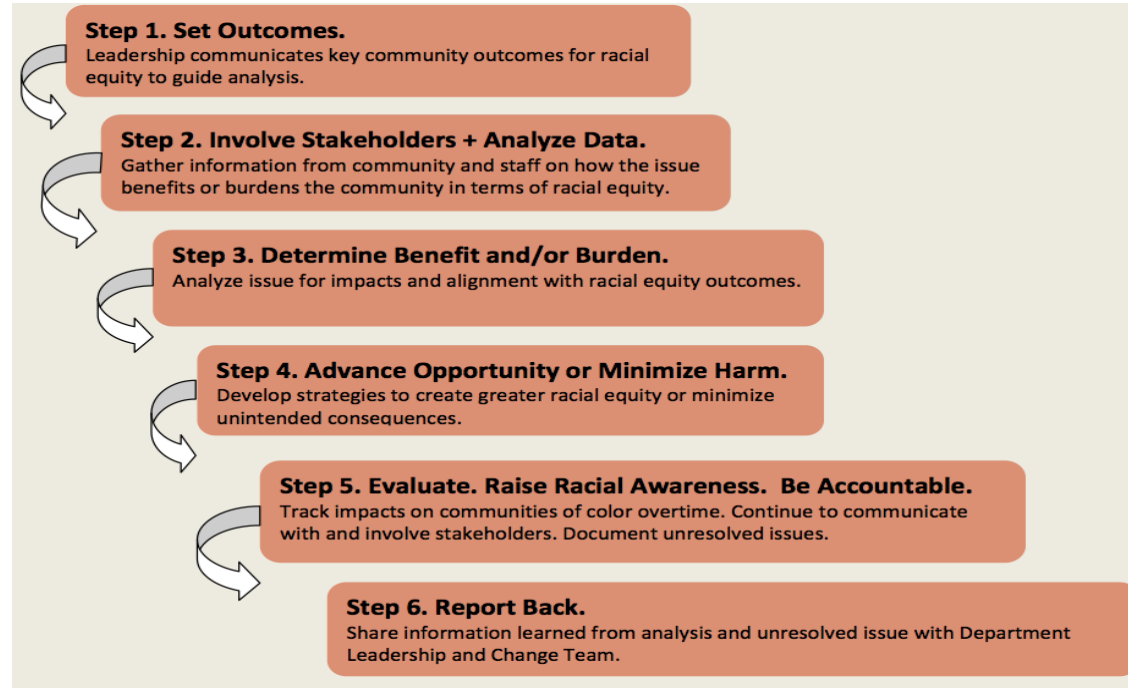 Step 1. Set Outcomes.
Leadership communicates key community outcomes for racial
equity to guide analysis.
Step 2. Involve Stakeholders + Analyze Data.
Gather information from community and staff on how the issue
benefits or burdens the community in terms of racial equity.
Step 3. Determine Benefit and/or Burden.
Analyze issue for impacts and alignment with racial equity outcomes.
Step 4. Advance Opportunity or Minimize Harm.
Develop strategies to create greater racial equity or minimize
unintended consequences.
Step 5. Evaluate. Raise Racial Awareness.  Be Accountable.
Track impacts on communities of color overtime. Continue to communicate
with and involve stakeholders. Document unresolved issues.
Step 6. Report Back.
Share information learned from analysis and unresolved issue with Department
Leadership and Change Team.